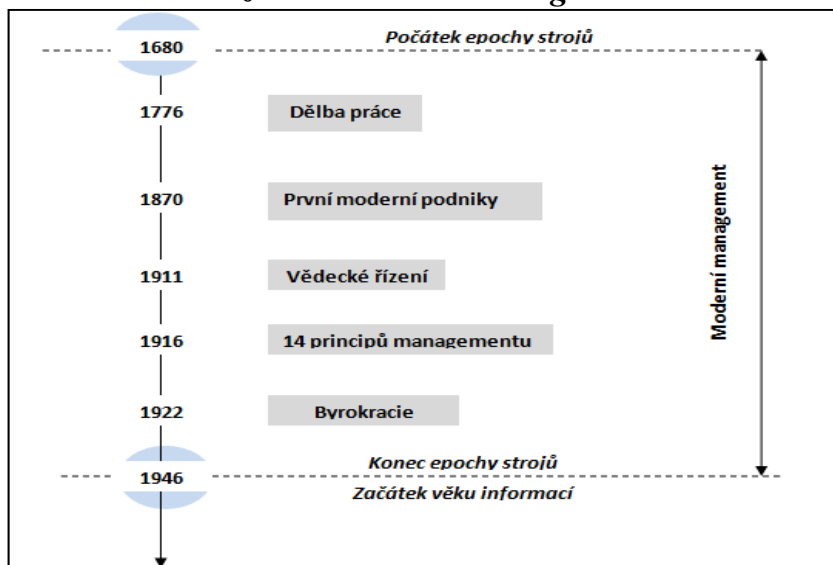 1680
Počátek epochy strojů
1776
Dělba práce
1870
První moderní podniky
1911
Vědecké řízení
1916
14 principů managementu
1922
Byrokracie
Konec epochy strojů
1946
Začátek věku informací
Moderní management